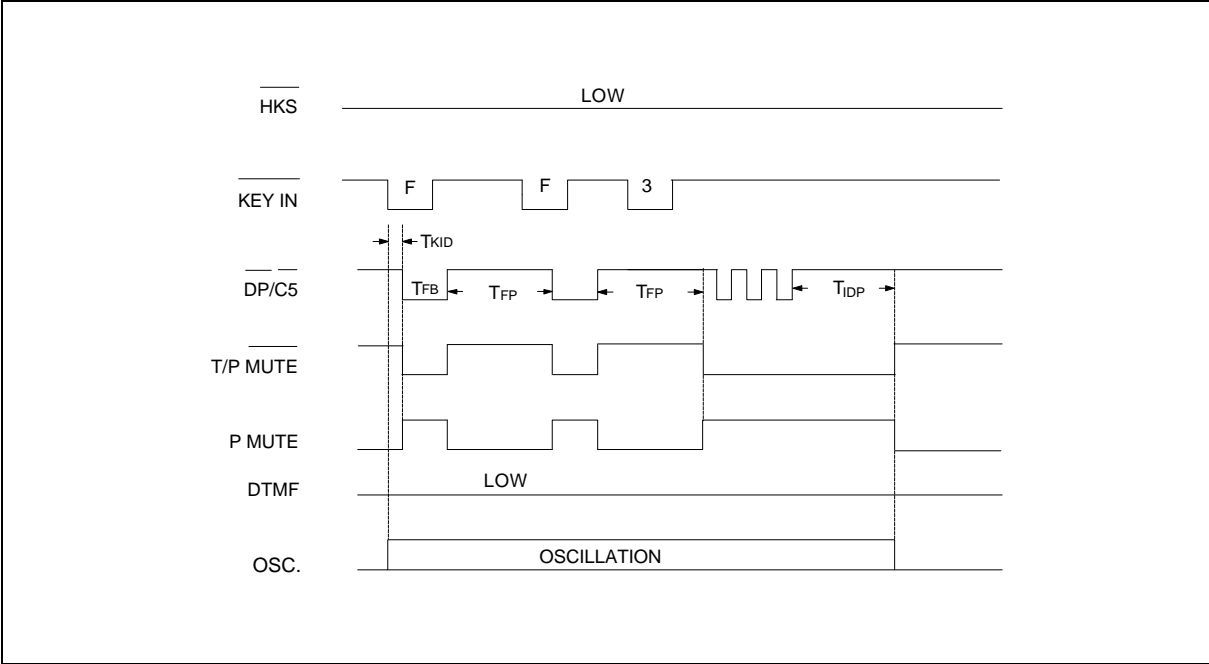 HKS
LOW
KEY IN
F
F
3
TKID
DP/C5
TFB
TFP
TFP
TIDP
T/P MUTE
P MUTE
DTMF
LOW
OSC.
OSCILLATION